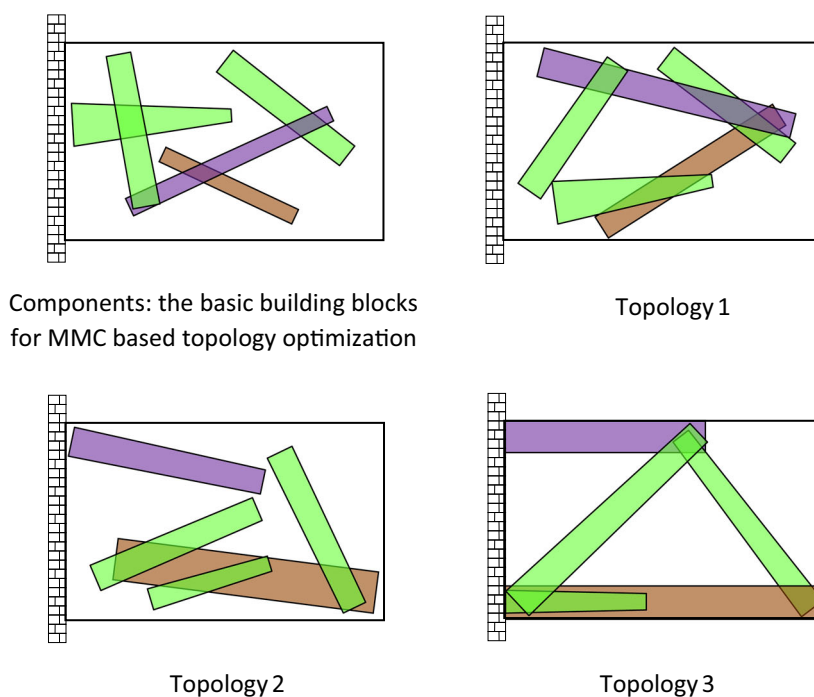 Components: the basic building blocks
for MMC based topology optimization
Topology 1
Topology 2
Topology 3